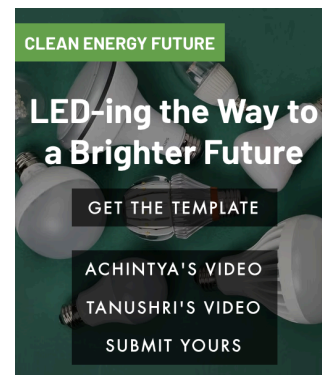 CLEAN ENERGY FUTURE
LED-ing the Way to
a Brighter Future
GET THE TEMPLATE
ACHINTYA'S VIDEO
TANUSHRI'S VIDEO
SUBMIT YOURS